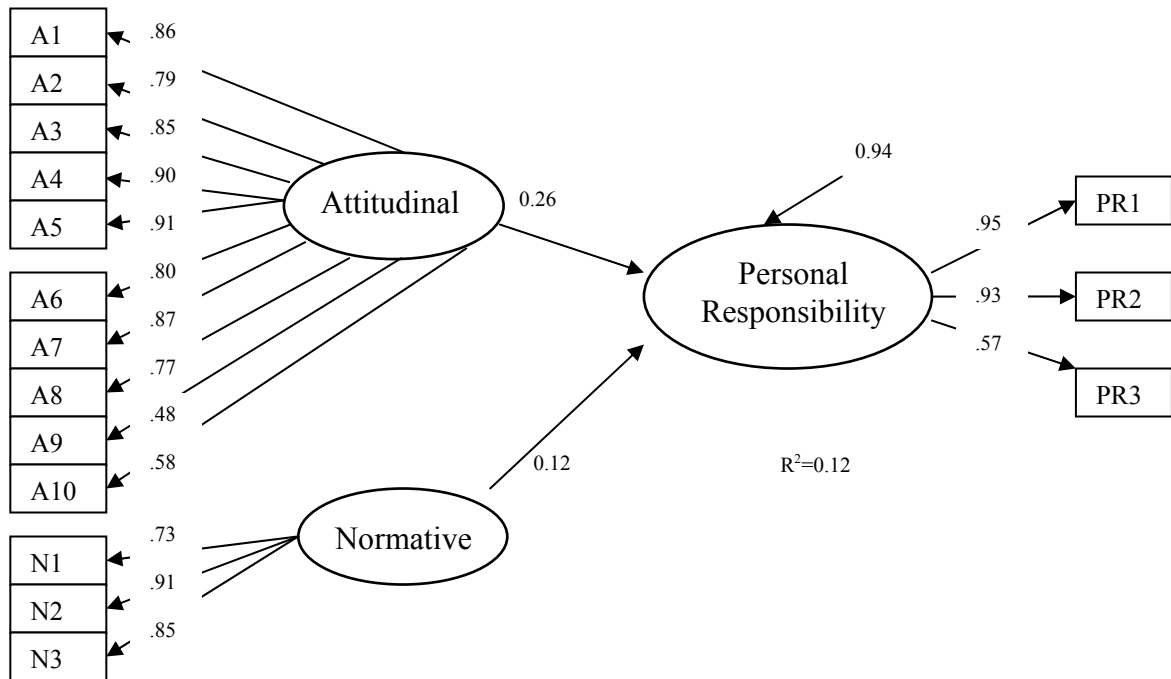 A1
.86
A2
.79
A3
.85
A4
.90
A5
.91
A6
.80
A7
.87
A8
.77
A9
.48
A10
.58
N1
.73
N2
.91
N3
.85
Attitudinal
0.26
Normative
0.12
0.94
Personal
Responsibility
R²=0.12
.95
PR1
.93
PR2
.57
PR3